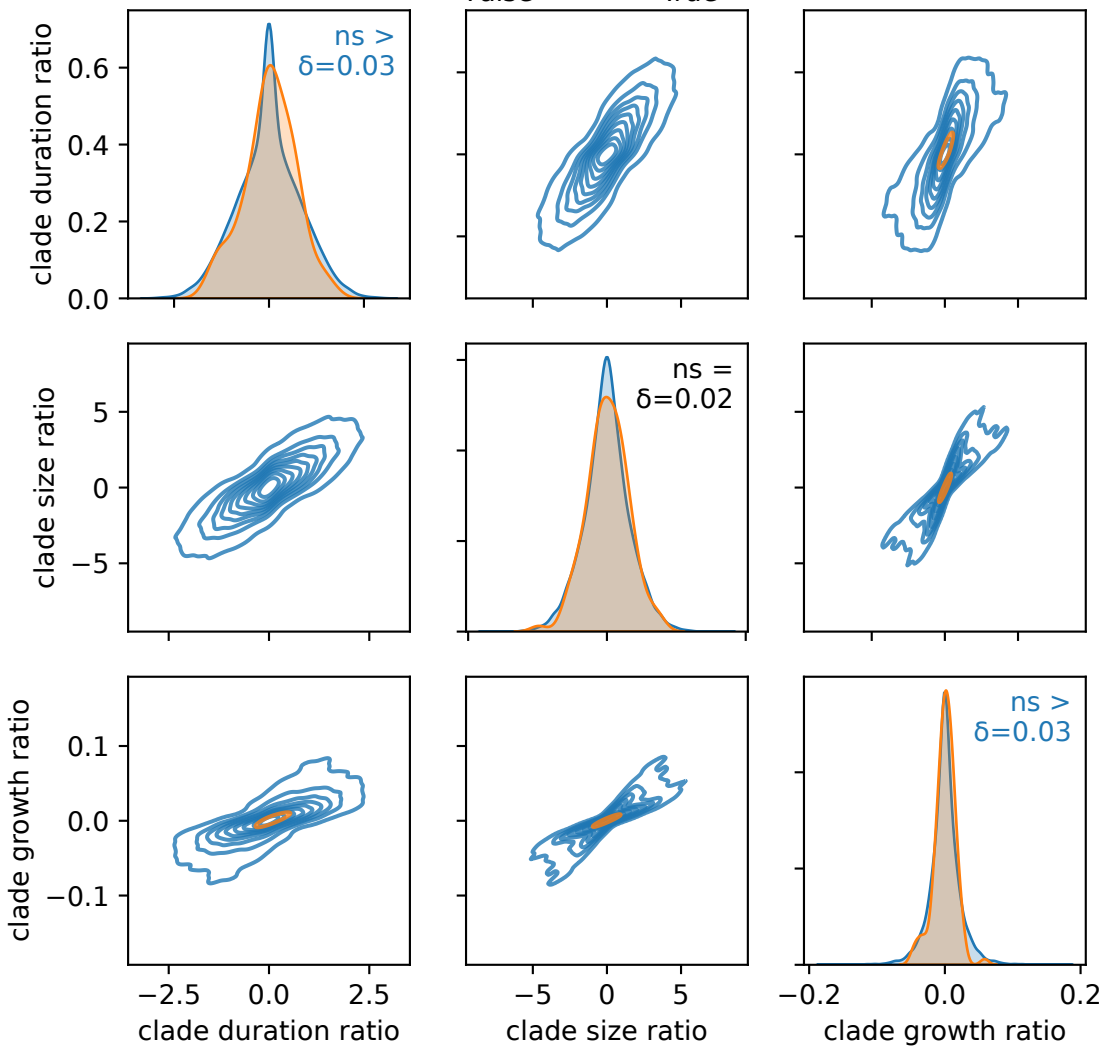 clade duration ratio
0.6
0.4
0.2
0.0
ns >
δ=0.03
clade size ratio
5
0
−5
−5
0
5
ns =
δ=0.02
clade growth ratio
0.1
0.0
−0.1
ns >
δ=0.03
−2.5
0.0
2.5
−5
0
5
−0.2
0.0
0.2
clade duration ratio
clade size ratio
clade growth ratio